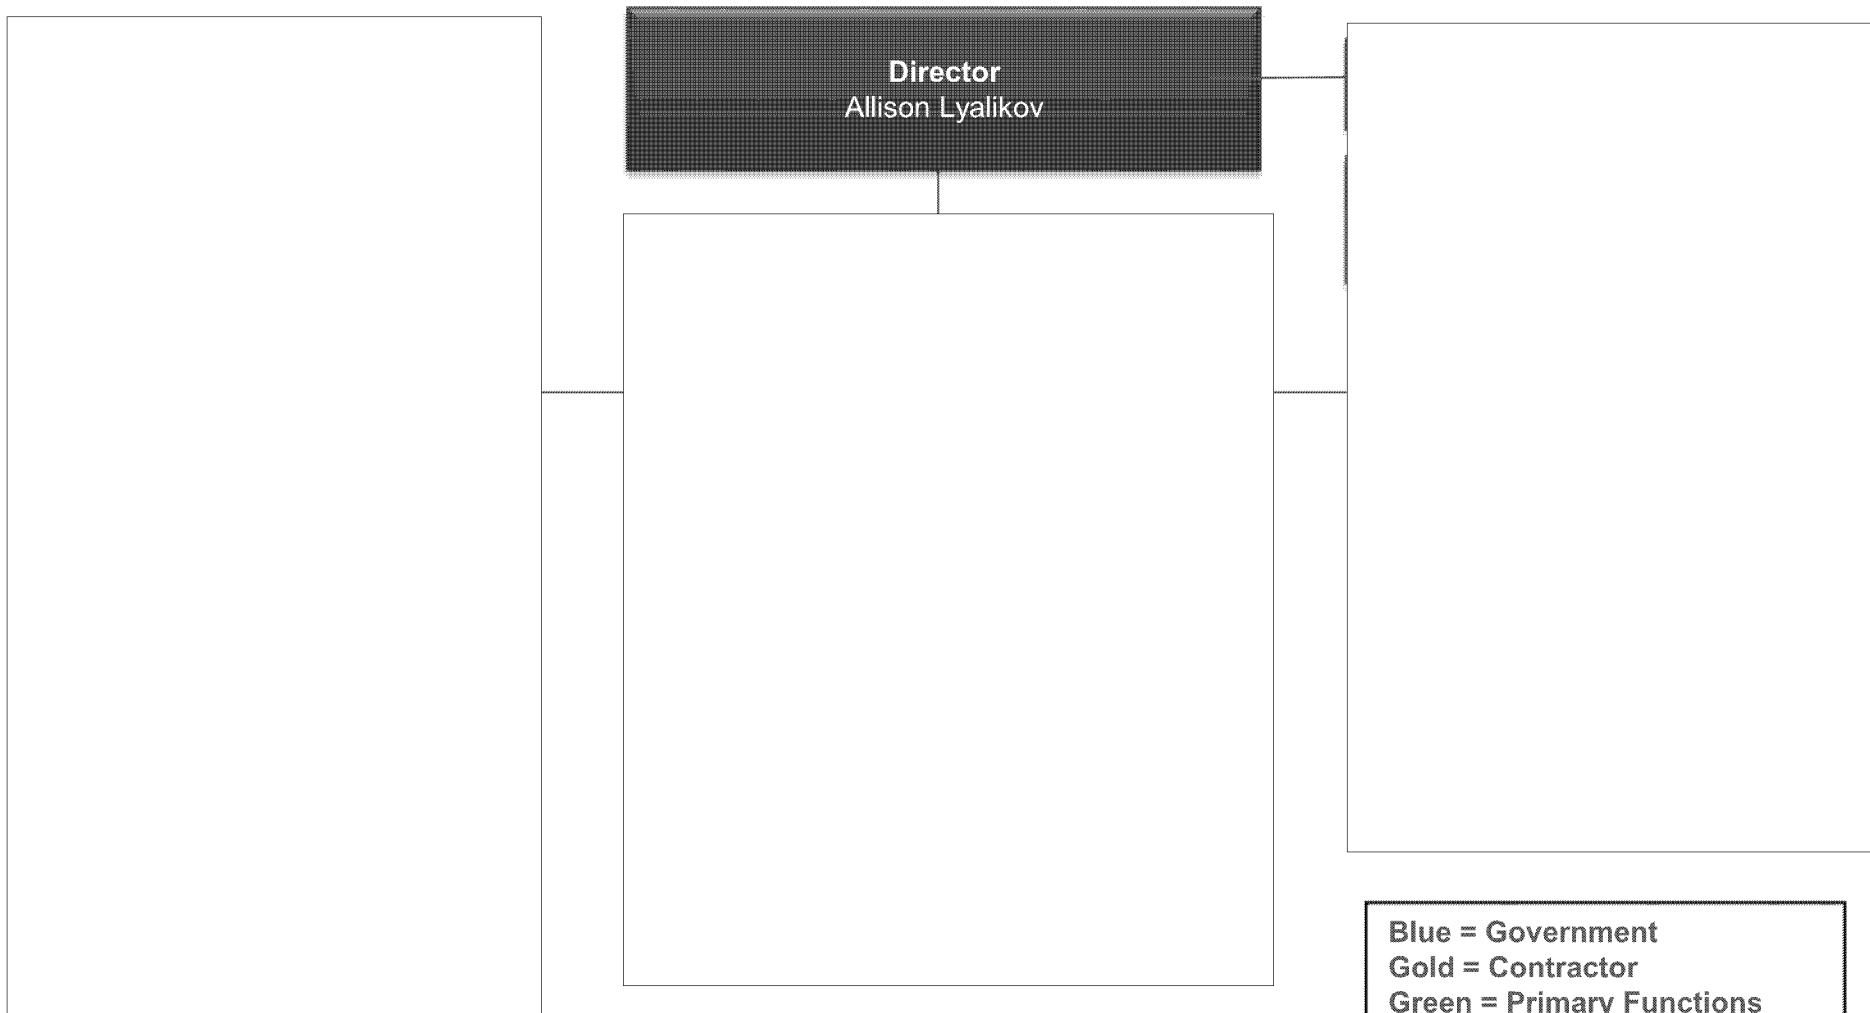 Director
Allison Lyalikov
Blue = Government
Gold = Contractor
Green = Primary Functions